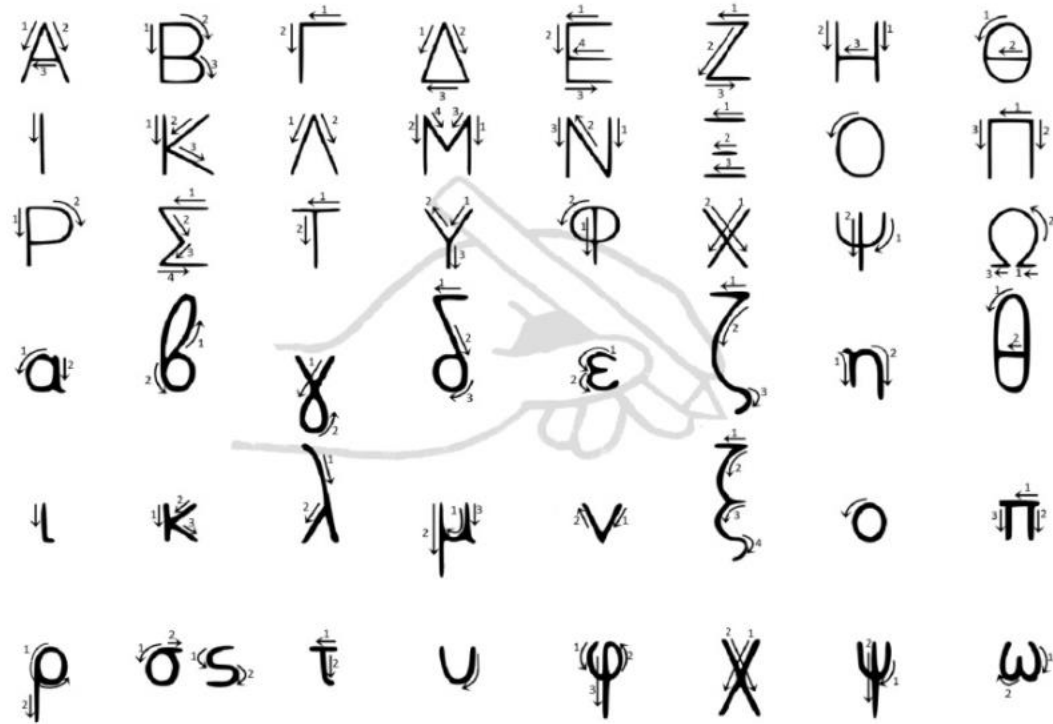 Α Β Γ Δ Ε Ζ Η Θ
Ι Κ Λ Μ Ν Ξ Ο Π
Ρ Σ Τ Υ Φ Χ Ψ Ω
α β γ δ ε ζ η θ
ι κ λ μ ν ξ ο π
ρ σ ς τ υ φ χ ψ ω